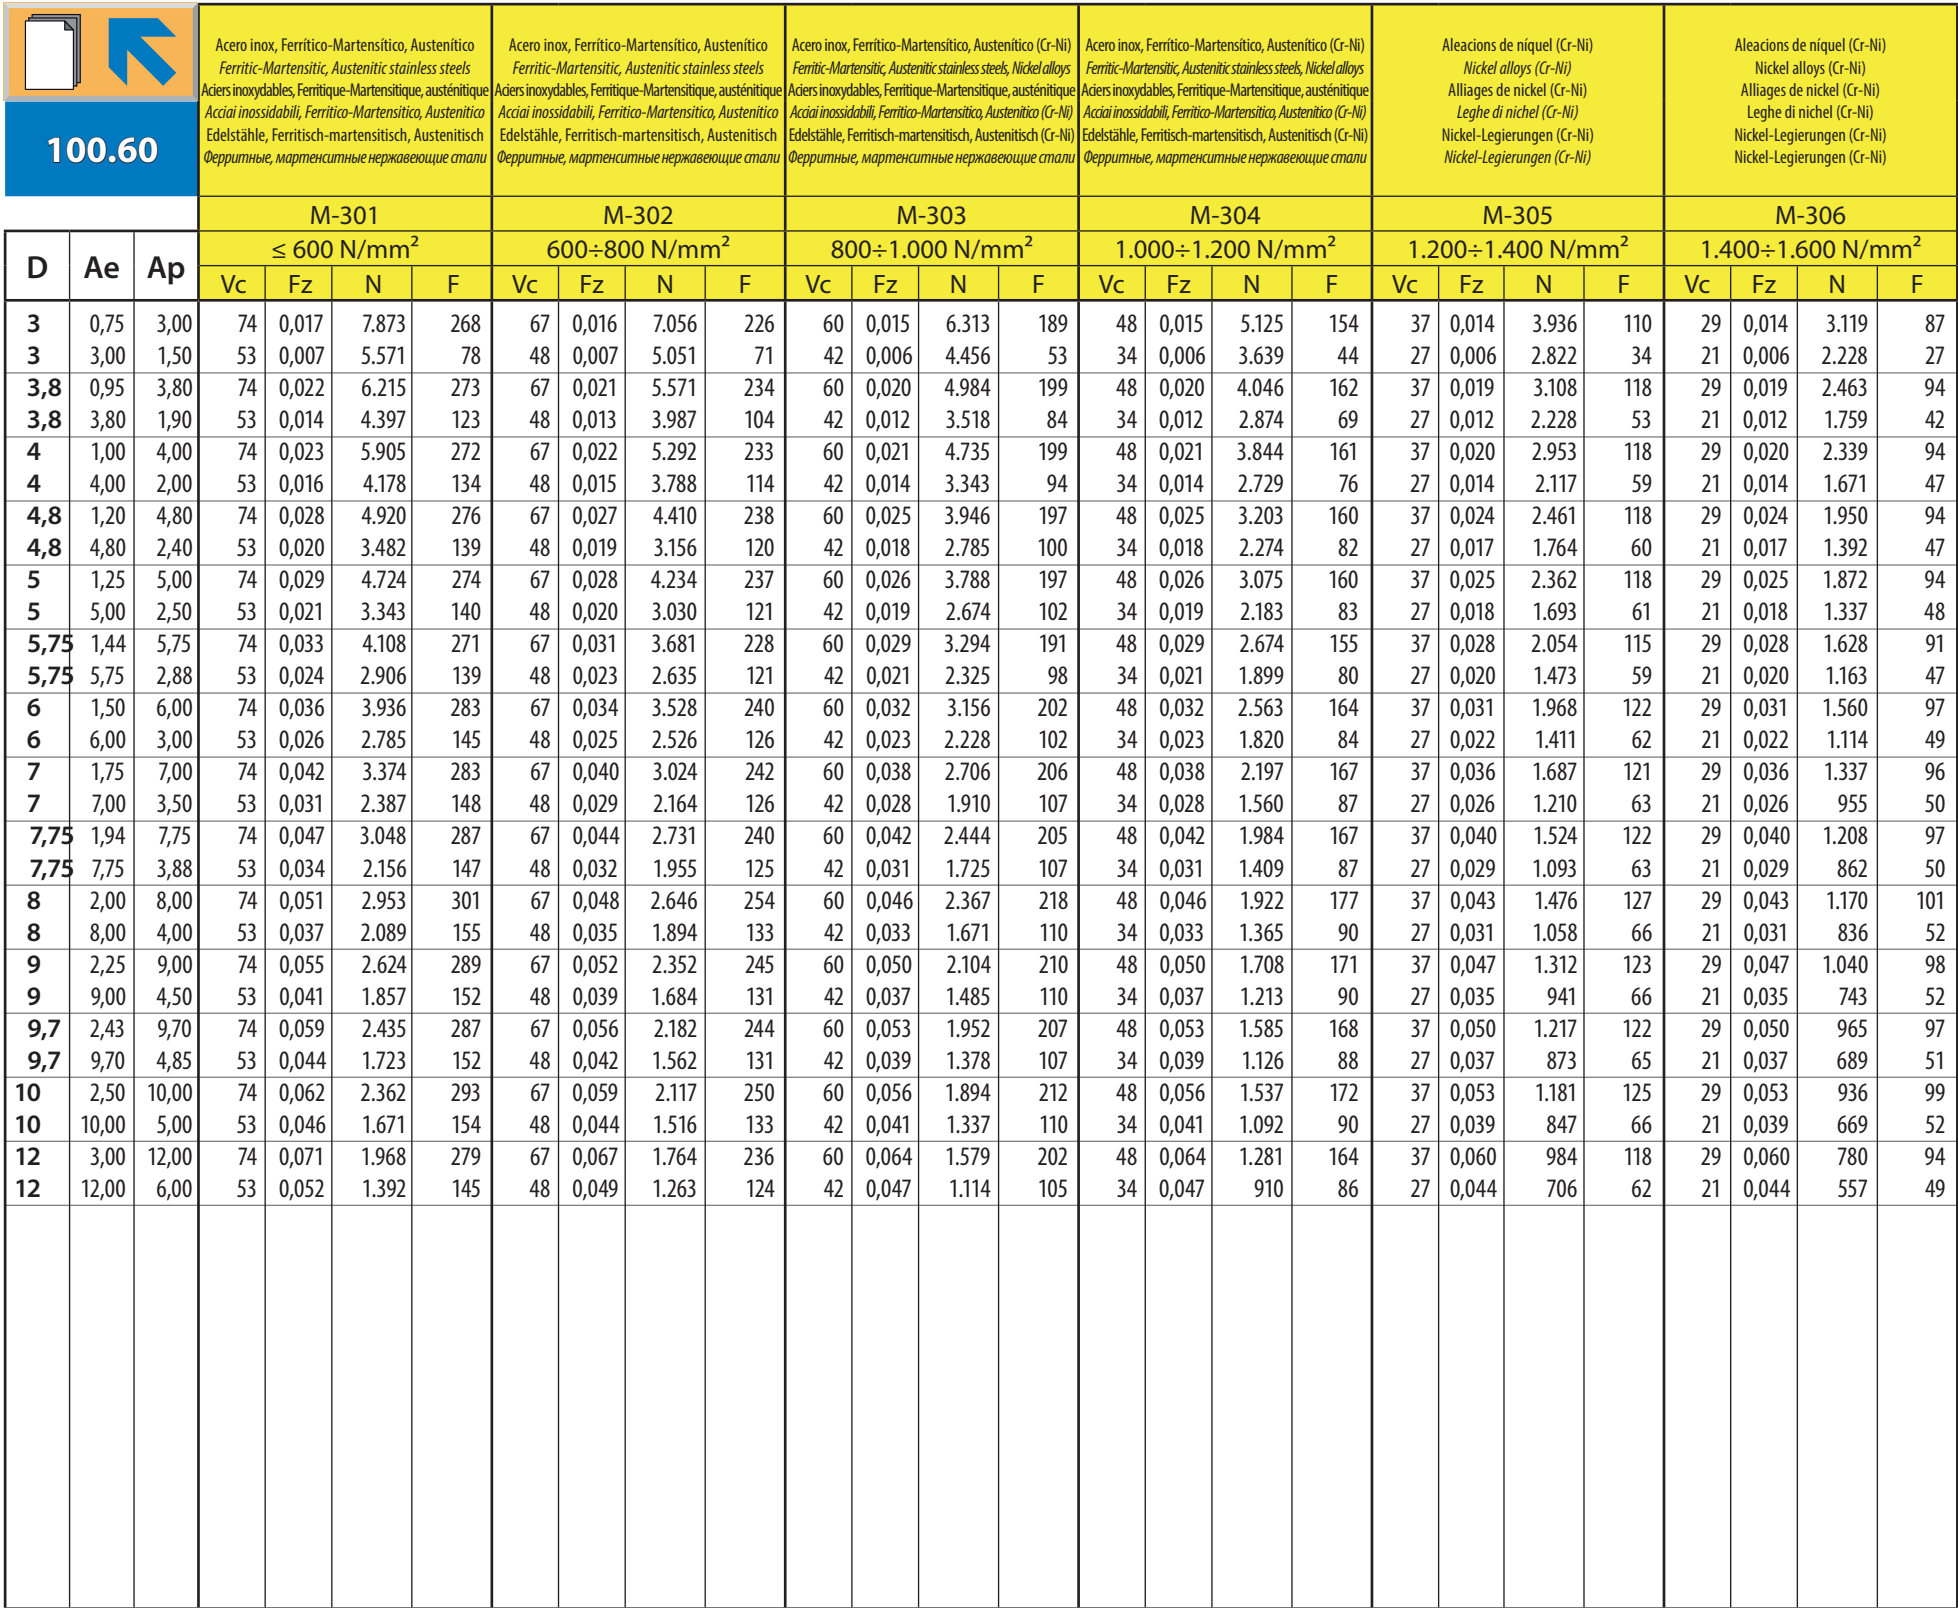 Acero inox, Ferrítico-Martensítico, Austenítico
Ferritic-Martensitic, Austenitic stainless steels
Aciers inoxydables, Ferritique-Martensitique, austénitique
Acciai inossidabili, Ferritico-Martensitico, Austenitico
Edelstähle, Ferritisch-martensitisch, Austenitisch
Ферритные, мартенситные нержавеющие стали
Acero inox, Ferrítico-Martensítico, Austenítico
Ferritic-Martensitic, Austenitic stainless steels
Aciers inoxydables, Ferritique-Martensitique, austénitique
Acciai inossidabili, Ferritico-Martensitico, Austenitico
Edelstähle, Ferritisch-martensitisch, Austenitisch
Ферритные, мартенситные нержавеющие стали
Acero inox, Ferrítico-Martensítico, Austenítico (Cr-Ni)
Ferritic-Martensitic, Austenitic stainless steels, Nickel alloys
Aciers inoxydables, Ferritique-Martensitique, austénitique
Acciai inossidabili, Ferritico-Martensitico, Austenitico (Cr-Ni)
Edelstähle, Ferritisch-martensitisch, Austenitisch (Cr-Ni)
Ферритные, мартенситные нержавеющие стали
Acero inox, Ferrítico-Martensítico, Austenítico (Cr-Ni)
Ferritic-Martensitic, Austenitic stainless steels, Nickel alloys
Aciers inoxydables, Ferritique-Martensitique, austénitique
Acciai inossidabili, Ferritico-Martensitico, Austenitico (Cr-Ni)
Edelstähle, Ferritisch-martensitisch, Austenitisch (Cr-Ni)
Ферритные, мартенситные нержавеющие стали
Aleacions de níquel (Cr-Ni)
Nickel alloys (Cr-Ni)
Alliages de nickel (Cr-Ni)
Leghe di nichel (Cr-Ni)
Nickel-Legierungen (Cr-Ni)
Nickel-Legierungen (Cr-Ni)
Aleacions de níquel (Cr-Ni)
Nickel alloys (Cr-Ni)
Alliages de nickel (Cr-Ni)
Leghe di nichel (Cr-Ni)
Nickel-Legierungen (Cr-Ni)
Nickel-Legierungen (Cr-Ni)
100.60
M-301 M-302 M-303 M-304 M-305 M-306
≤ 600 N/mm² 600÷800 N/mm² 800÷1.000 N/mm² 1.000÷1.200 N/mm² 1.200÷1.400 N/mm² 1.400÷1.600 N/mm²
D Ae Ap Vc Fz N F Vc Fz N F Vc Fz N F Vc Fz N F Vc Fz N F Vc Fz N F
3 0,75 3,00 74 0,017 7.873 268 67 0,016 7.056 226 60 0,015 6.313 189 48 0,015 5.125 154 37 0,014 3.936 110 29 0,014 3.119 87
3 3,00 1,50 53 0,007 5.571 78 48 0,007 5.051 71 42 0,006 4.456 53 34 0,006 3.639 44 27 0,006 2.822 34 21 0,006 2.228 27
3,8 0,95 3,80 74 0,022 6.215 273 67 0,021 5.571 234 60 0,020 4.984 199 48 0,020 4.046 162 37 0,019 3.108 118 29 0,019 2.463 94
3,8 3,80 1,90 53 0,014 4.397 123 48 0,013 3.987 104 42 0,012 3.518 84 34 0,012 2.874 69 27 0,012 2.228 53 21 0,012 1.759 42
4 1,00 4,00 74 0,023 5.905 272 67 0,022 5.292 233 60 0,021 4.735 199 48 0,021 3.844 161 37 0,020 2.953 118 29 0,020 2.339 94
4 4,00 2,00 53 0,016 4.178 134 48 0,015 3.788 114 42 0,014 3.343 94 34 0,014 2.729 76 27 0,014 2.117 59 21 0,014 1.671 47
4,8 1,20 4,80 74 0,028 4.920 276 67 0,027 4.410 238 60 0,025 3.946 197 48 0,025 3.203 160 37 0,024 2.461 118 29 0,024 1.950 94
4,8 4,80 2,40 53 0,020 3.482 139 48 0,019 3.156 120 42 0,018 2.785 100 34 0,018 2.274 82 27 0,017 1.764 60 21 0,017 1.392 47
5 1,25 5,00 74 0,029 4.724 274 67 0,028 4.234 237 60 0,026 3.788 197 48 0,026 3.075 160 37 0,025 2.362 118 29 0,025 1.872 94
5 5,00 2,50 53 0,021 3.343 140 48 0,020 3.030 121 42 0,019 2.674 102 34 0,019 2.183 83 27 0,018 1.693 61 21 0,018 1.337 48
5,75 1,44 5,75 74 0,033 4.108 271 67 0,031 3.681 228 60 0,029 3.294 191 48 0,029 2.674 155 37 0,028 2.054 115 29 0,028 1.628 91
5,75 5,75 2,88 53 0,024 2.906 139 48 0,023 2.635 121 42 0,021 2.325 98 34 0,021 1.899 80 27 0,020 1.473 59 21 0,020 1.163 47
6 1,50 6,00 74 0,036 3.936 283 67 0,034 3.528 240 60 0,032 3.156 202 48 0,032 2.563 164 37 0,031 1.968 122 29 0,031 1.560 97
6 6,00 3,00 53 0,026 2.785 145 48 0,025 2.526 126 42 0,023 2.228 102 34 0,023 1.820 84 27 0,022 1.411 62 21 0,022 1.114 49
7 1,75 7,00 74 0,042 3.374 283 67 0,040 3.024 242 60 0,038 2.706 206 48 0,038 2.197 167 37 0,036 1.687 121 29 0,036 1.337 96
7 7,00 3,50 53 0,031 2.387 148 48 0,029 2.164 126 42 0,028 1.910 107 34 0,028 1.560 87 27 0,026 1.210 63 21 0,026 955 50
7,75 1,94 7,75 74 0,047 3.048 287 67 0,044 2.731 240 60 0,042 2.444 205 48 0,042 1.984 167 37 0,040 1.524 122 29 0,040 1.208 97
7,75 7,75 3,88 53 0,034 2.156 147 48 0,032 1.955 125 42 0,031 1.725 107 34 0,031 1.409 87 27 0,029 1.093 63 21 0,029 862 50
8 2,00 8,00 74 0,051 2.953 301 67 0,048 2.646 254 60 0,046 2.367 218 48 0,046 1.922 177 37 0,043 1.476 127 29 0,043 1.170 101
8 8,00 4,00 53 0,037 2.089 155 48 0,035 1.894 133 42 0,033 1.671 110 34 0,033 1.365 90 27 0,031 1.058 66 21 0,031 836 52
9 2,25 9,00 74 0,055 2.624 289 67 0,052 2.352 245 60 0,050 2.104 210 48 0,050 1.708 171 37 0,047 1.312 123 29 0,047 1.040 98
9 9,00 4,50 53 0,041 1.857 152 48 0,039 1.684 131 42 0,037 1.485 110 34 0,037 1.213 90 27 0,035 941 66 21 0,035 743 52
9,7 2,43 9,70 74 0,059 2.435 287 67 0,056 2.182 244 60 0,053 1.952 207 48 0,053 1.585 168 37 0,050 1.217 122 29 0,050 965 97
9,7 9,70 4,85 53 0,044 1.723 152 48 0,042 1.562 131 42 0,039 1.378 107 34 0,039 1.126 88 27 0,037 873 65 21 0,037 689 51
10 2,50 10,00 74 0,062 2.362 293 67 0,059 2.117 250 60 0,056 1.894 212 48 0,056 1.537 172 37 0,053 1.181 125 29 0,053 936 99
10 10,00 5,00 53 0,046 1.671 154 48 0,044 1.516 133 42 0,041 1.337 110 34 0,041 1.092 90 27 0,039 847 66 21 0,039 669 52
12 3,00 12,00 74 0,071 1.968 279 67 0,067 1.764 236 60 0,064 1.579 202 48 0,064 1.281 164 37 0,060 984 118 29 0,060 780 94
12 12,00 6,00 53 0,052 1.392 145 48 0,049 1.263 124 42 0,047 1.114 105 34 0,047 910 86 27 0,044 706 62 21 0,044 557 49